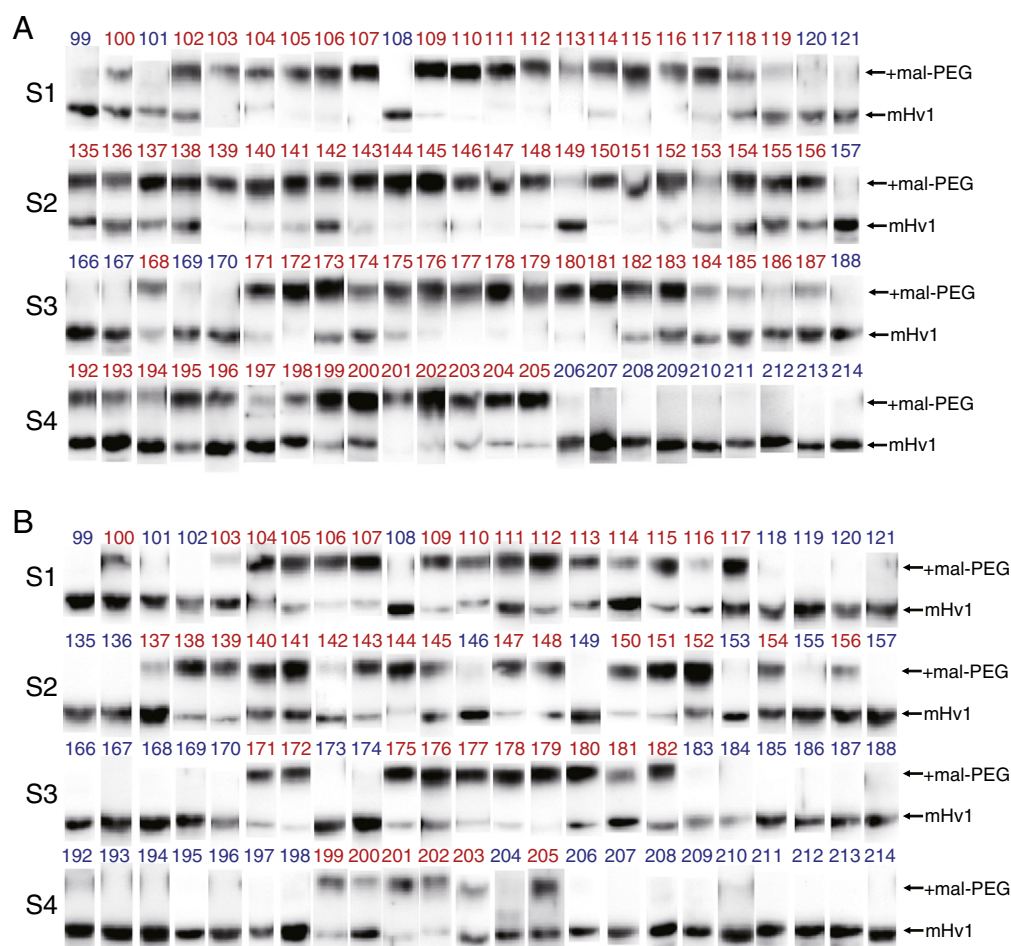 A
99 100 101 102 103 104 105 106 107 108 109 110 111 112 113 114 115 116 117 118 119 120 121
S1
←+mal-PEG
←mHv1
135 136 137 138 139 140 141 142 143 144 145 146 147 148 149 150 151 152 153 154 155 156 157
S2
←+mal-PEG
←mHv1
166 167 168 169 170 171 172 173 174 175 176 177 178 179 180 181 182 183 184 185 186 187 188
S3
←+mal-PEG
←mHv1
192 193 194 195 196 197 198 199 200 201 202 203 204 205 206 207 208 209 210 211 212 213 214
S4
←+mal-PEG
←mHv1
B
99 100 101 102 103 104 105 106 107 108 109 110 111 112 113 114 115 116 117 118 119 120 121
S1
←+mal-PEG
←mHv1
135 136 137 138 139 140 141 142 143 144 145 146 147 148 149 150 151 152 153 154 155 156 157
S2
←+mal-PEG
←mHv1
166 167 168 169 170 171 172 173 174 175 176 177 178 179 180 181 182 183 184 185 186 187 188
S3
←+mal-PEG
←mHv1
192 193 194 195 196 197 198 199 200 201 202 203 204 205 206 207 208 209 210 211 212 213 214
S4
←+mal-PEG
←mHv1